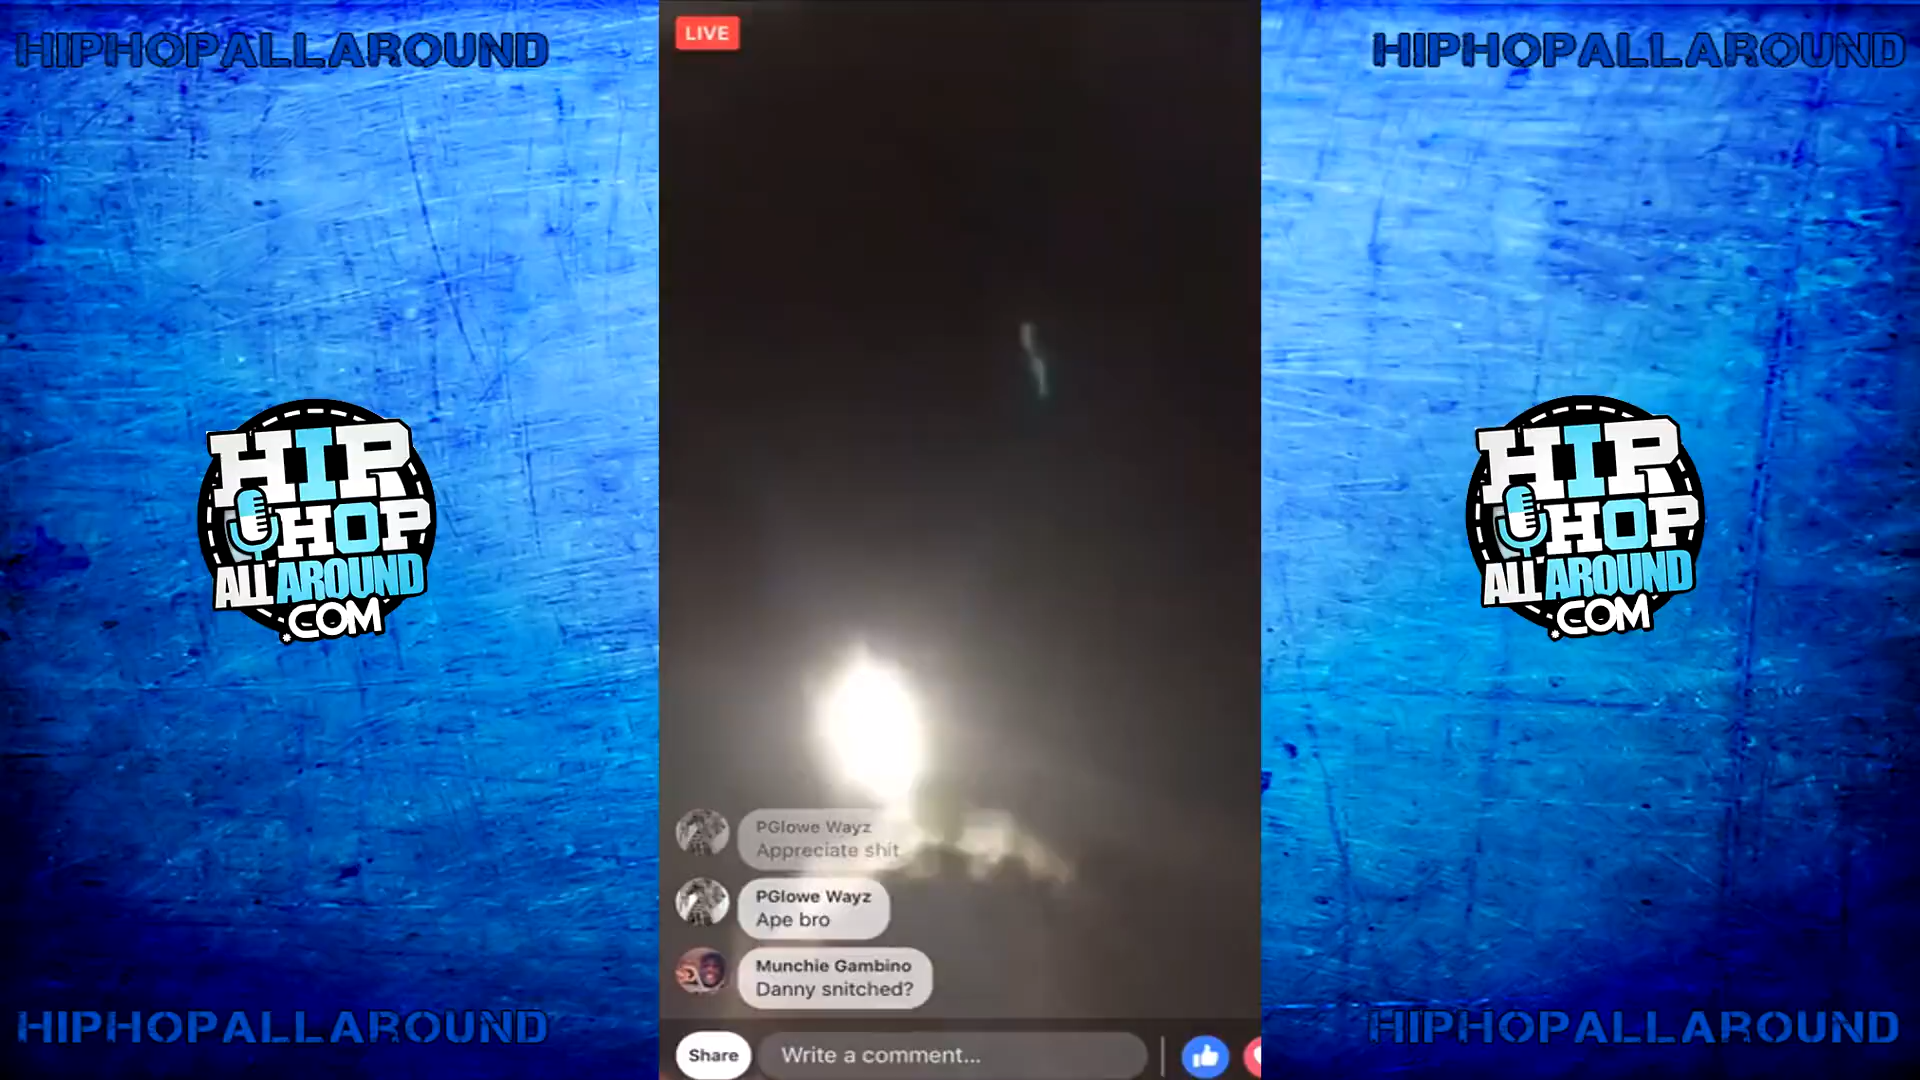 HIPHOPALLAROUND
LIVE
HIPHOPALLAROUND
HIP
HOP
ALL AROUND
.COM
HIP
HOP
ALL AROUND
.COM
PGlowe Wayz
Appreciate shit
PGlowe Wayz
Ape bro
Munchie Gambino
Danny snitched?
HIPHOPALLAROUND
Share
Write a comment...
HIPHOPALLAROUND